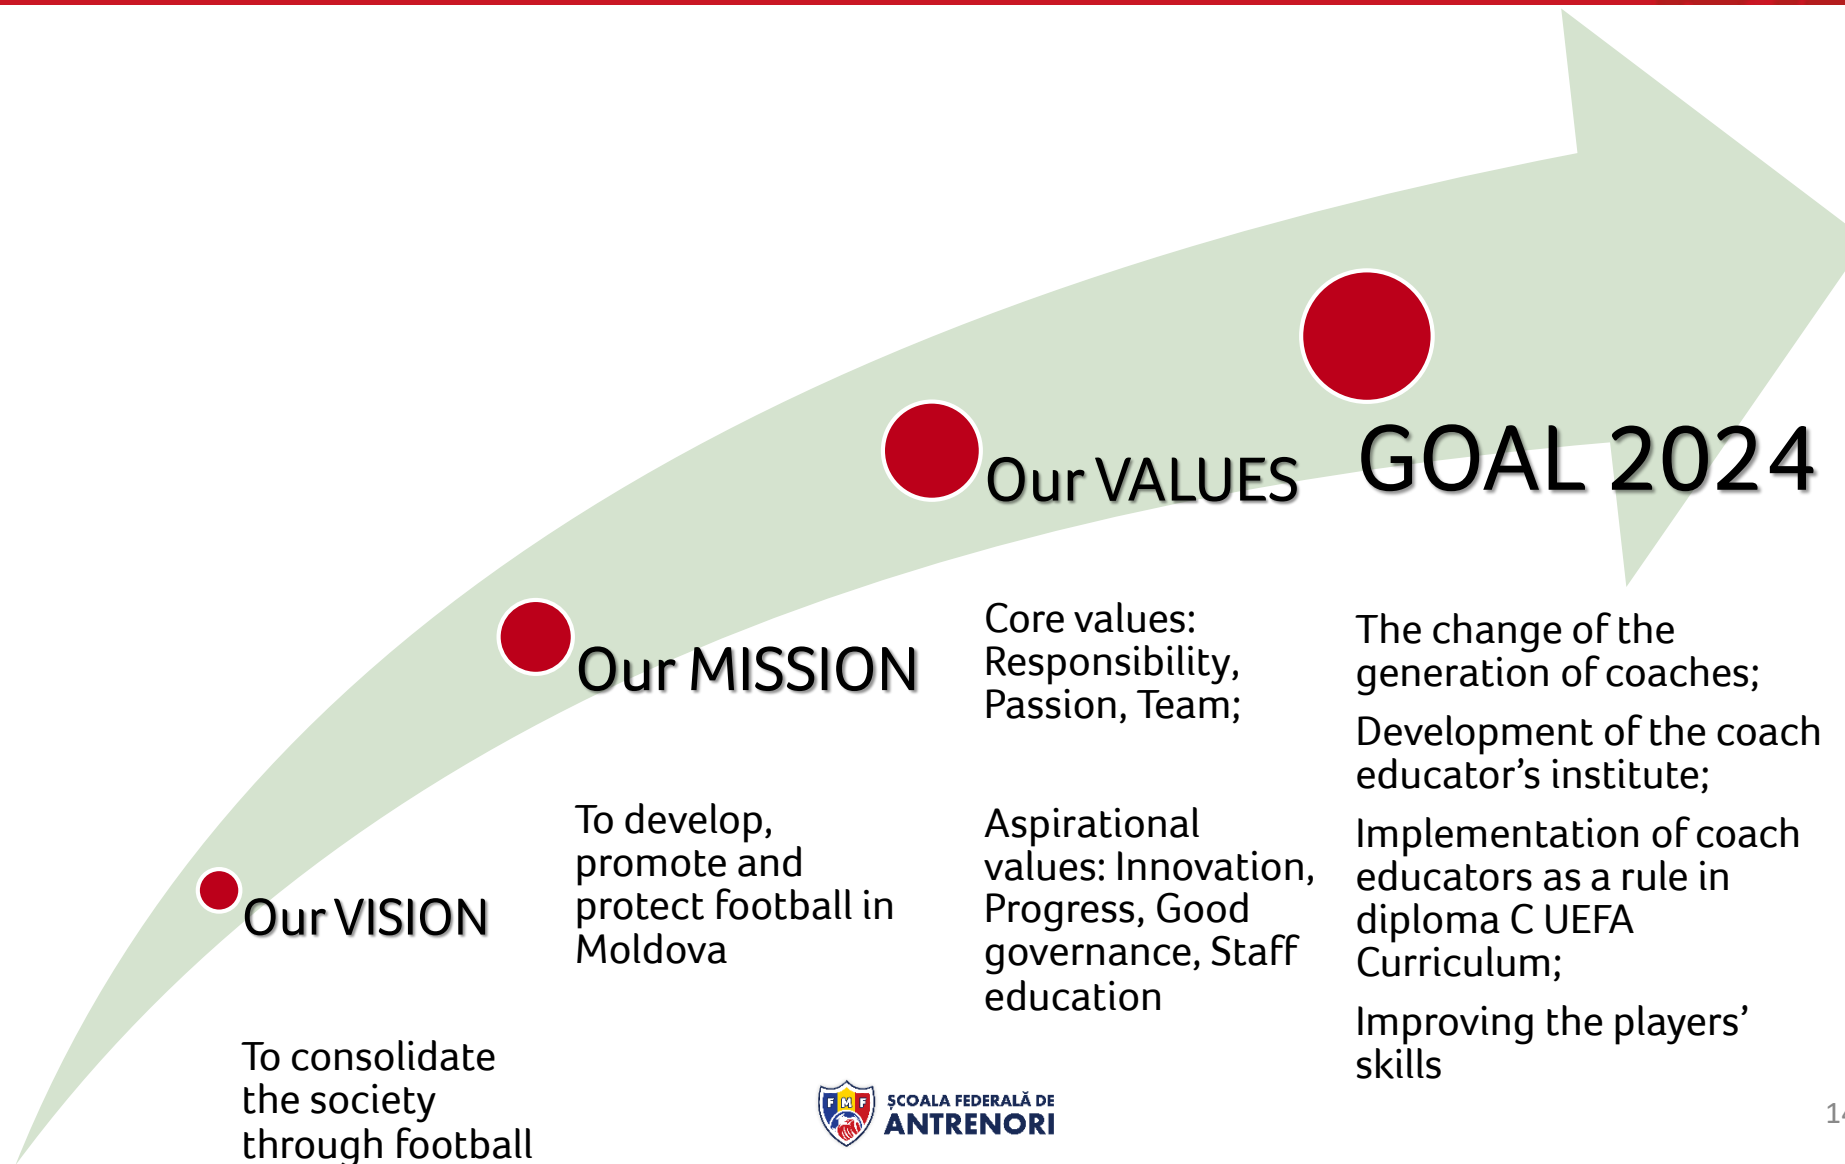 Our VISION
To consolidate
the society
through football
Our MISSION
To develop,
promote and
protect football in
Moldova
Our VALUES
Core values:
Responsibility,
Passion, Team;
Aspirational
values: Innovation,
Progress, Good
governance, Staff
education
GOAL 2024
The change of the
generation of coaches;
Development of the coach
educator’s institute;
Implementation of coach
educators as a rule in
diploma C UEFA
Curriculum;
Improving the players’
skills
FMF
ȘCOALA FEDERALĂ DE
ANTRENORI
14